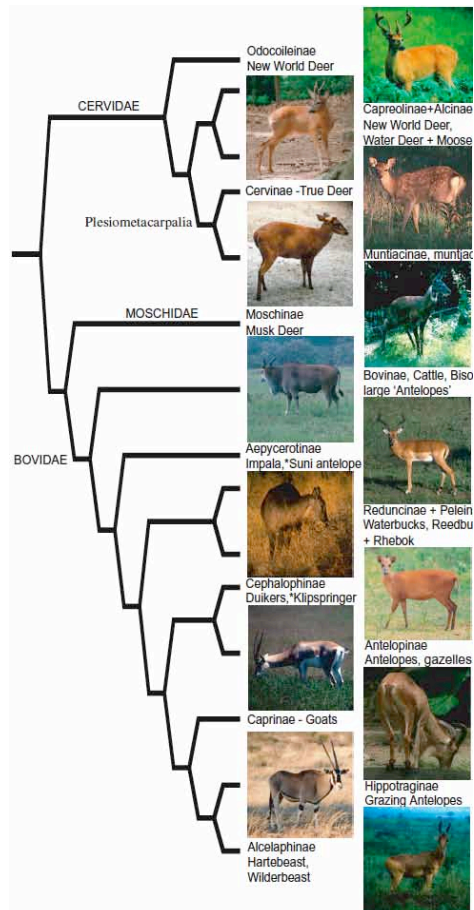 Odocoileinae
New World Deer
CERVIDAE
Capreolinae+Alcinae
New World Deer,
Water Deer + Moose
Cervinae -True Deer
Plesiometacarpalia
Muntiacinae, muntjac
MOSCHIDAE
Moschinae
Musk Deer
Bovinae, Cattle, Biso
large ‘Antelopes’
BOVIDAE
Aepycerotinae
Impala,*Suni antelope
Reduncinae + Pelein
Waterbucks, Reedbu
+ Rhebok
Cephalophinae
Duikers,*Klipspringer
Antelopinae
Antelopes, gazelles
Caprinae - Goats
Hippotraginae
Grazing Antelopes
Alcelaphinae
Hartebeast,
Wilderbeast